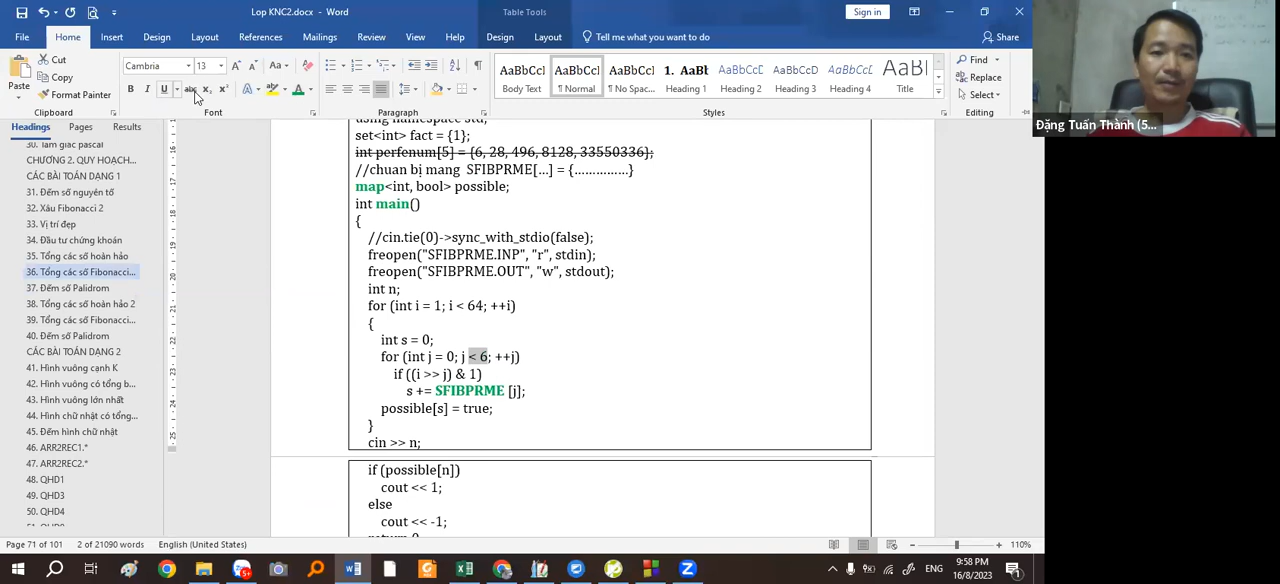 Lop KNC2.docx - Word
Table Tools
Sign in
File
Home
Insert
Design
Layout
References
Mailings
Review
View
Help
Design
Layout
Tell me what you want to do
Share
Paste
Cut
Copy
Format Painter
Clipboard
Cambria
13
Font
Paragraph
AaBbCcI
Body Text
AaBbCcI
¶ Normal
AaBbCcI
¶ No Spac...
1. AaBb
Heading 1
AaBbCcD
Heading 2
AaBbCcD
Heading 3
AaBbCcD
Heading 4
AaBl
Title
Styles
Find
Replace
Select
Editing
Đặng Tuấn Thành (5...
Headings
Pages
Results
30. Tam giác pascal
CHƯƠNG 2. QUY HOẠCH...
CÁC BÀI TOÁN DẠNG 1
31. Đếm số nguyên tố
32. Xâu Fibonacci 2
33. Vị trí đẹp
34. Đầu tư chứng khoán
35. Tổng các số hoàn hảo
36. Tổng các số Fibonacci...
37. Đếm số Palidrom
38. Tổng các số hoàn hảo 2
39. Tổng các số Fibonacci...
40. Đếm số Palidrom
CÁC BÀI TOÁN DẠNG 2
41. Hình vuông cạnh K
42. Hình vuông có tổng b...
43. Hình vuông lớn nhất
44. Hình chữ nhật có tổng...
45. Đếm hình chữ nhật
46. ARR2REC1.*
47. ARR2REC2.*
48. QHD1
49. QHD3
50. QHD4
using namespace std;
set<int> fact = {1};
int perfenum[5] = {6, 28, 496, 8128, 33550336};
//chuan bị mang SFIBPRME[...] = {……………}
map<int, bool> possible;
int main()
{
//cin.tie(0)->sync_with_stdio(false);
freopen("SFIBPRME.INP", "r", stdin);
freopen("SFIBPRME.OUT", "w", stdout);
int n;
for (int i = 1; i < 64; ++i)
{
int s = 0;
for (int j = 0; j < 6; ++j)
if ((i >> j) & 1)
s += SFIBPRME [j];
possible[s] = true;
}
cin >> n;
if (possible[n])
cout << 1;
else
cout << -1;
return 0
Page 71 of 101
2 of 21090 words
English (United States)
110%
ENG
9:58 PM
16/8/2023